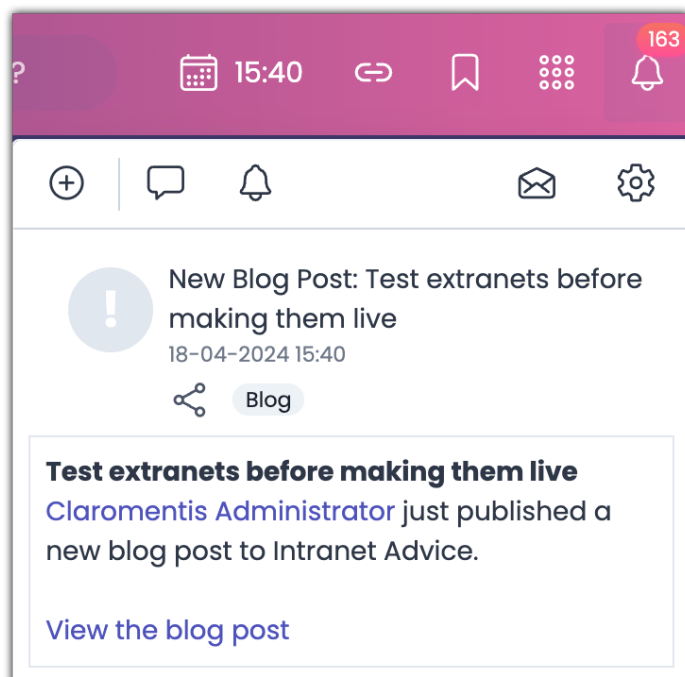 163
?
15:40
New Blog Post: Test extranets before
making them live
18-04-2024 15:40
Blog
Test extranets before making them live
Claromentis Administrator just published a
new blog post to Intranet Advice.
View the blog post